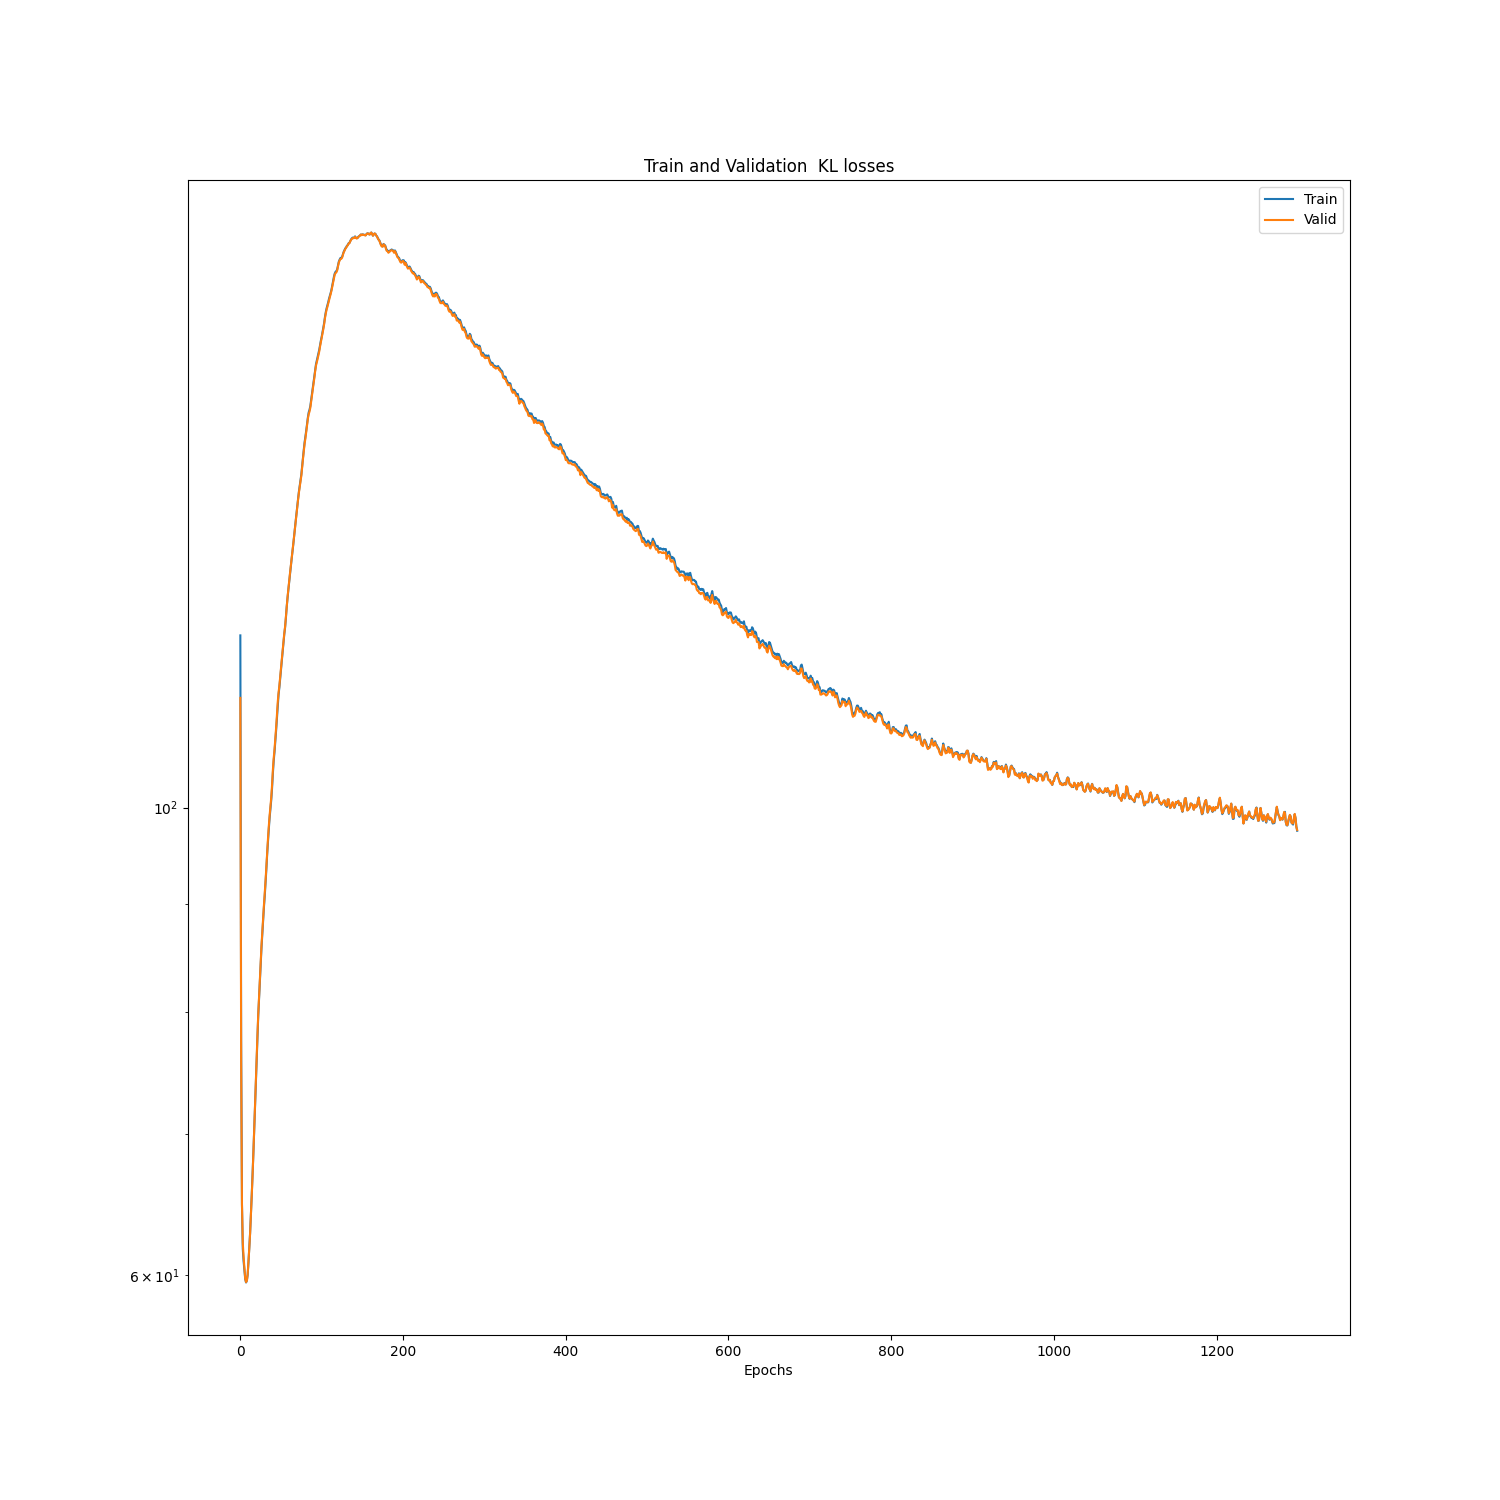 Train and Validation  KL losses
Train
Valid
10²
6 × 10¹
0 200 400 600 800 1000 1200
Epochs